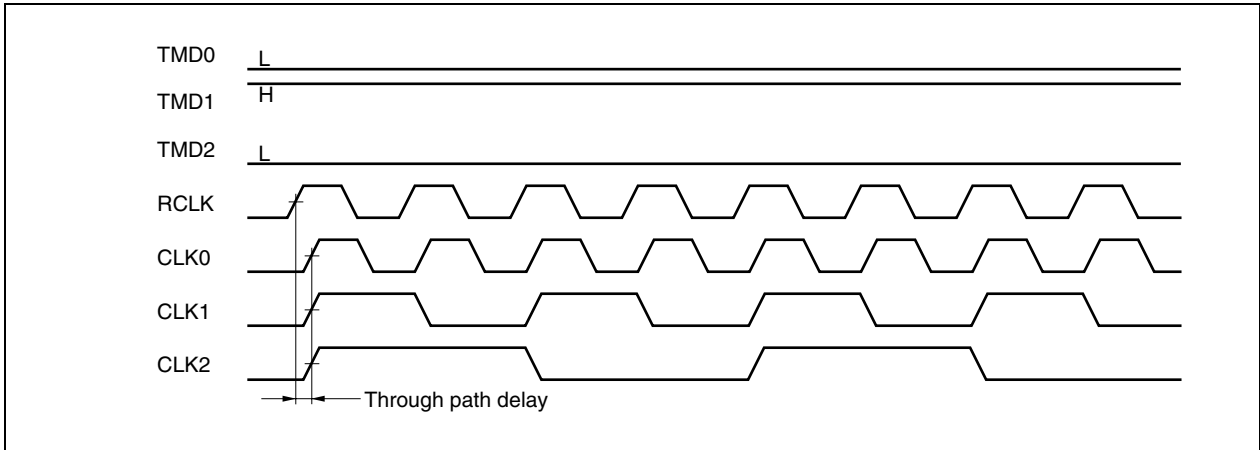 TMD0 L
TMD1 H
TMD2 L
RCLK
CLK0
CLK1
CLK2
Through path delay